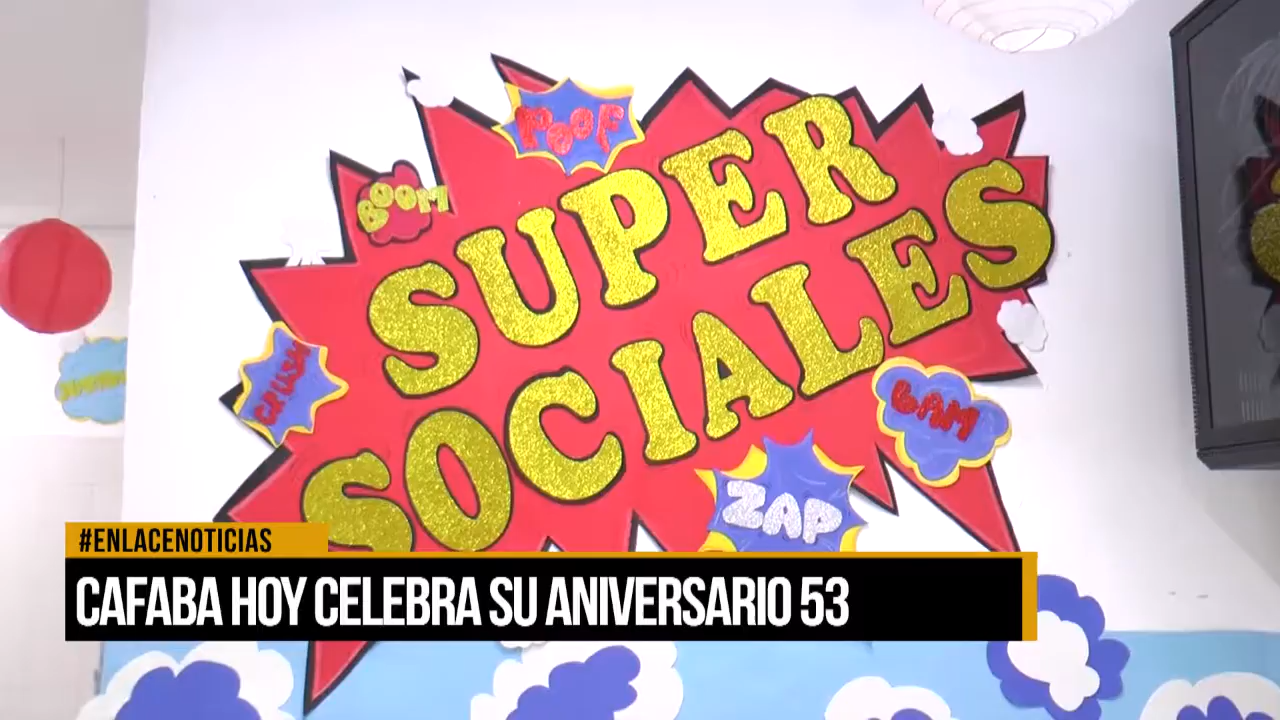 POOF
BOOM
SUPER
SOCIALES
CRUSH
BAM
ZAP
#ENLACENOTICIAS
CAFABA HOY CELEBRA SU ANIVERSARIO 53